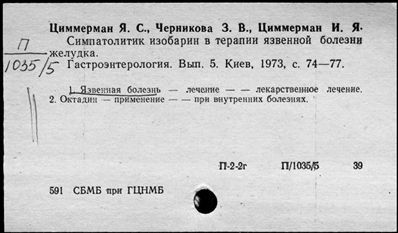 Циммерман Я. С., Черникова З. В., Циммерман И. Я.
Симпатолитик изобарин в терапии язвенной болезни
желудка.
П
1035/5
Гастроэнтерология. Вып. 5. Киев, 1973, с. 74—77.
1. Язвенная болезнь — лечение — — лекарственное лечение.
2. Октадин — применение — — при внутренних болезнях.
П-2-2г П/1035/5 39
591 СБМБ при ГЦНМБ